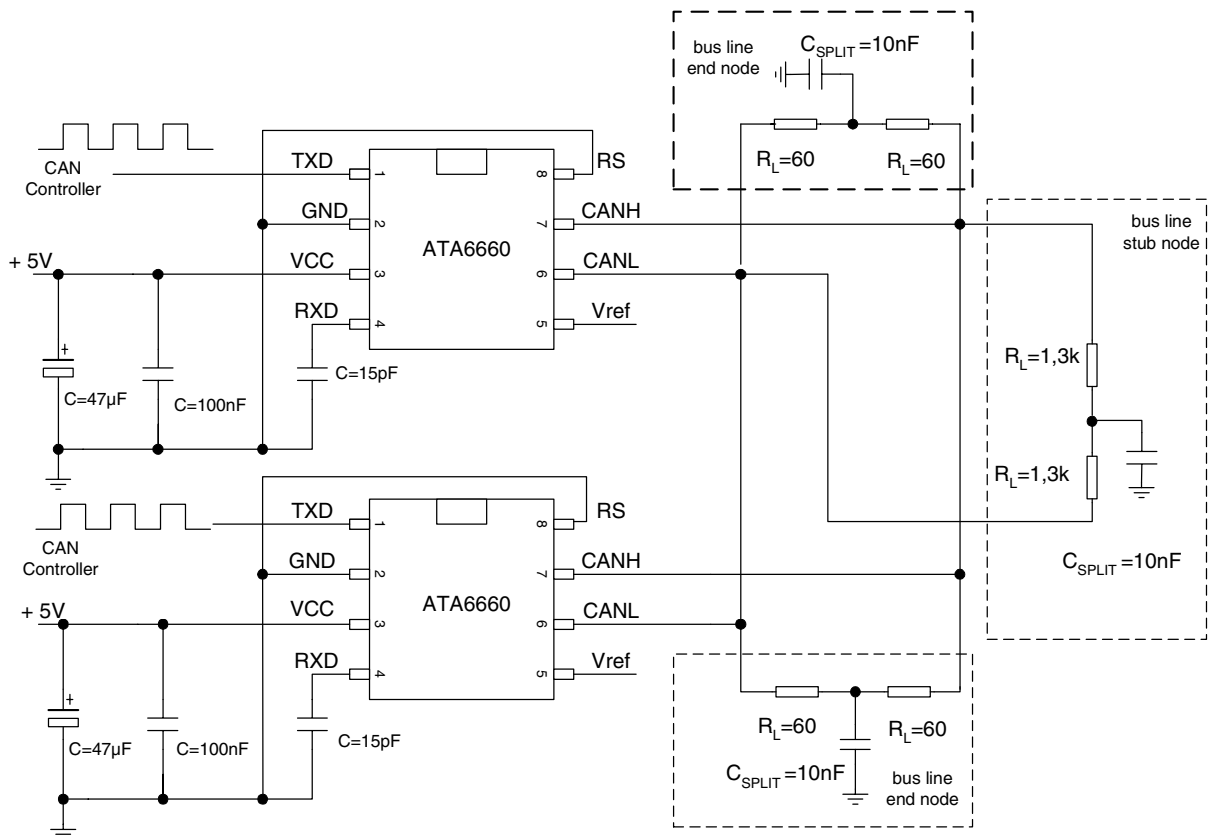 bus line
end node
C_SPLIT =10nF
R_L=60
R_L=60
CAN
Controller
TXD
GND
VCC
RXD
1
2
3
4
ATA6660
8
7
6
5
RS
CANH
CANL
Vref
+ 5V
+
C=47µF
C=100nF
C=15pF
bus line
stub node
R_L=1,3k
R_L=1,3k
C_SPLIT =10nF
CAN
Controller
TXD
GND
VCC
RXD
1
2
3
4
ATA6660
8
7
6
5
RS
CANH
CANL
Vref
+ 5V
+
C=47µF
C=100nF
C=15pF
R_L=60
R_L=60
C_SPLIT =10nF
bus line
end node